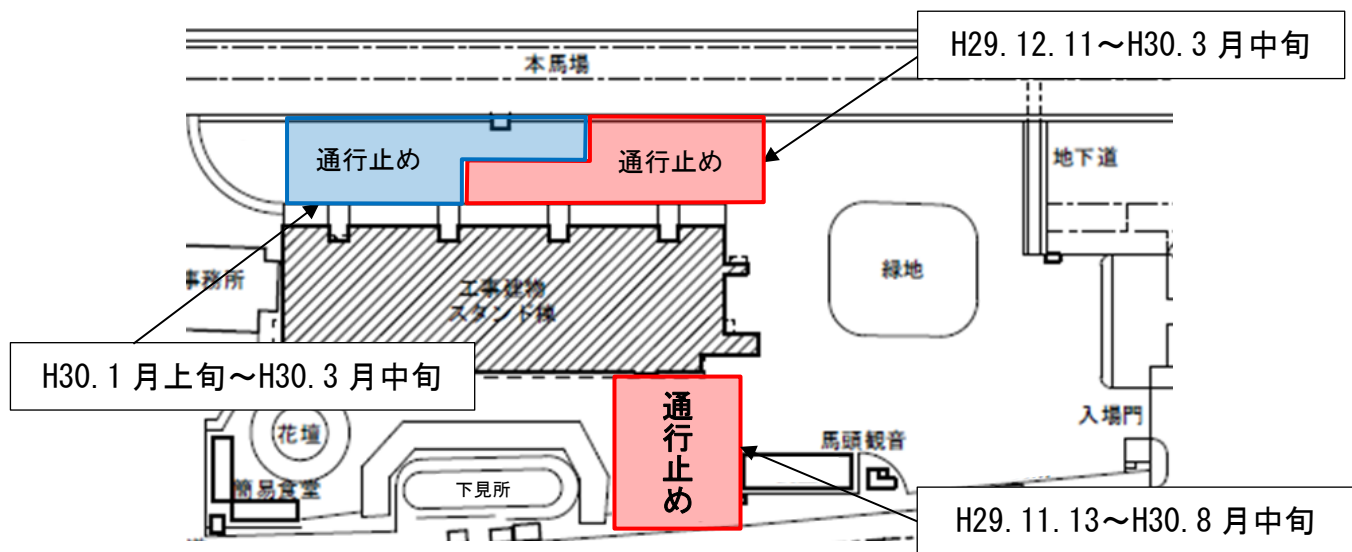 H29.12.11～H30.3月中旬
本馬場
通行止め
通行止め
地下道
事務所
緑地
工事建物
スタンド棟
H30.1月上旬～H30.3月中旬
通行止め
入場門
花壇
馬頭観音
簡易食堂
下見所
H29.11.13～H30.8月中旬